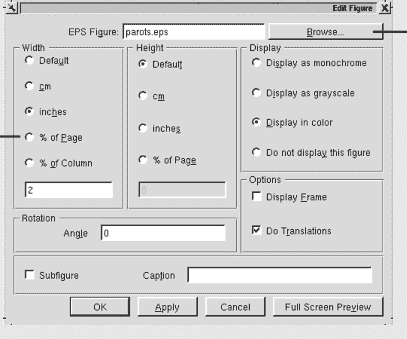 Edit Figure
EPS Figure: parots.eps Browse...
Width
Default
cm
inches
% of Page
% of Column
2
Height
Default
cm
inches
% of Page
0
Display
Display as monochrome
Display as grayscale
Display in color
Do not display this figure
Options
Display Frame
Do Translations
Rotation
Angle 0
Subfigure Caption
OK Apply Cancel Full Screen Preview